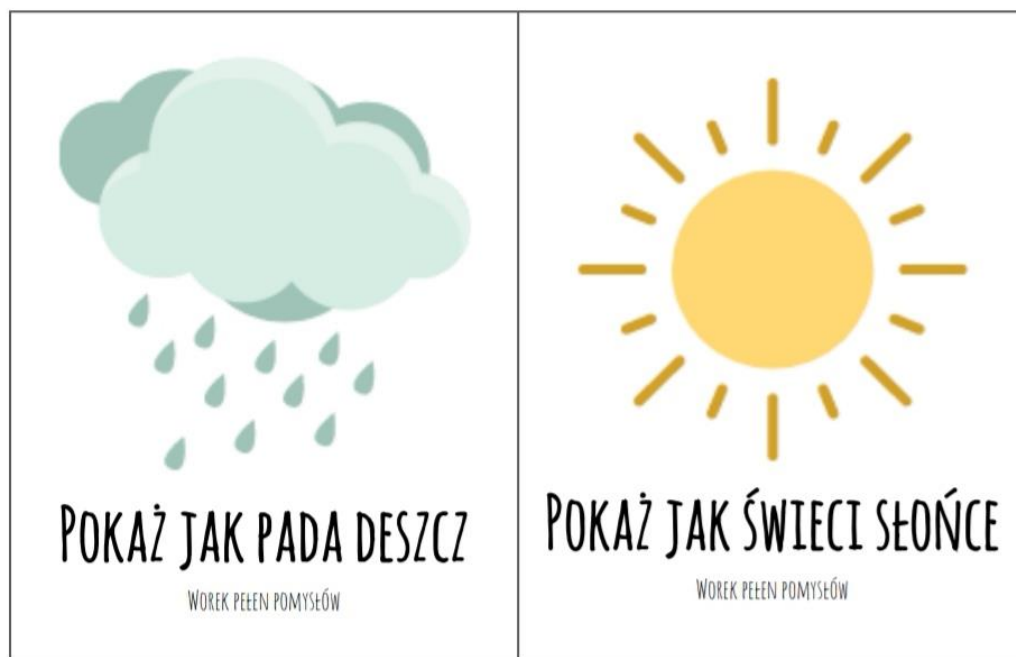 POKAŻ JAK PADA DESZCZ
WOREK PEŁEN POMYSŁÓW
POKAŻ JAK ŚWIECI SŁOŃCE
WOREK PEŁEN POMYSŁÓW